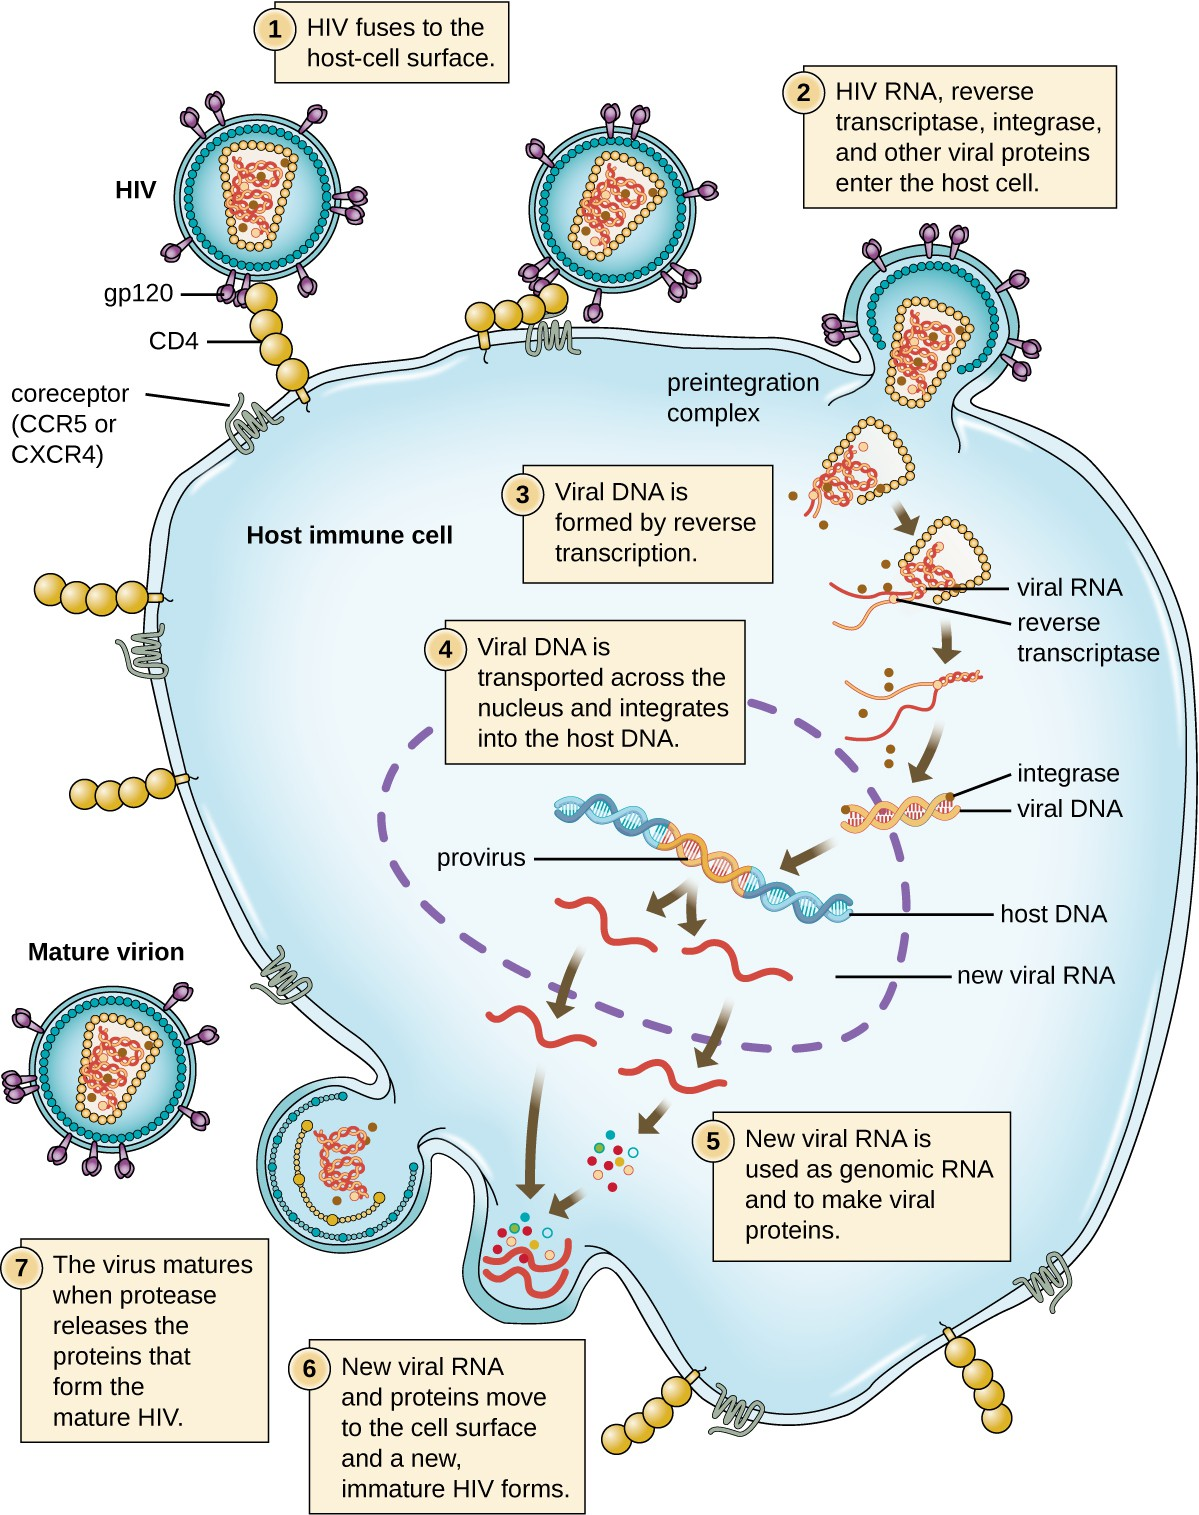 1
HIV fuses to the
host-cell surface.
2
HIV RNA, reverse
transcriptase, integrase,
and other viral proteins
enter the host cell.
HIV
gp120
CD4
coreceptor
(CCR5 or
CXCR4)
preintegration
complex
3
Viral DNA is
formed by reverse
transcription.
Host immune cell
viral RNA
reverse
transcriptase
4
Viral DNA is
transported across the
nucleus and integrates
into the host DNA.
integrase
viral DNA
provirus
host DNA
new viral RNA
Mature virion
5
New viral RNA is
used as genomic RNA
and to make viral
proteins.
7
The virus matures
when protease
releases the
proteins that
form the
mature HIV.
6
New viral RNA
and proteins move
to the cell surface
and a new,
immature HIV forms.